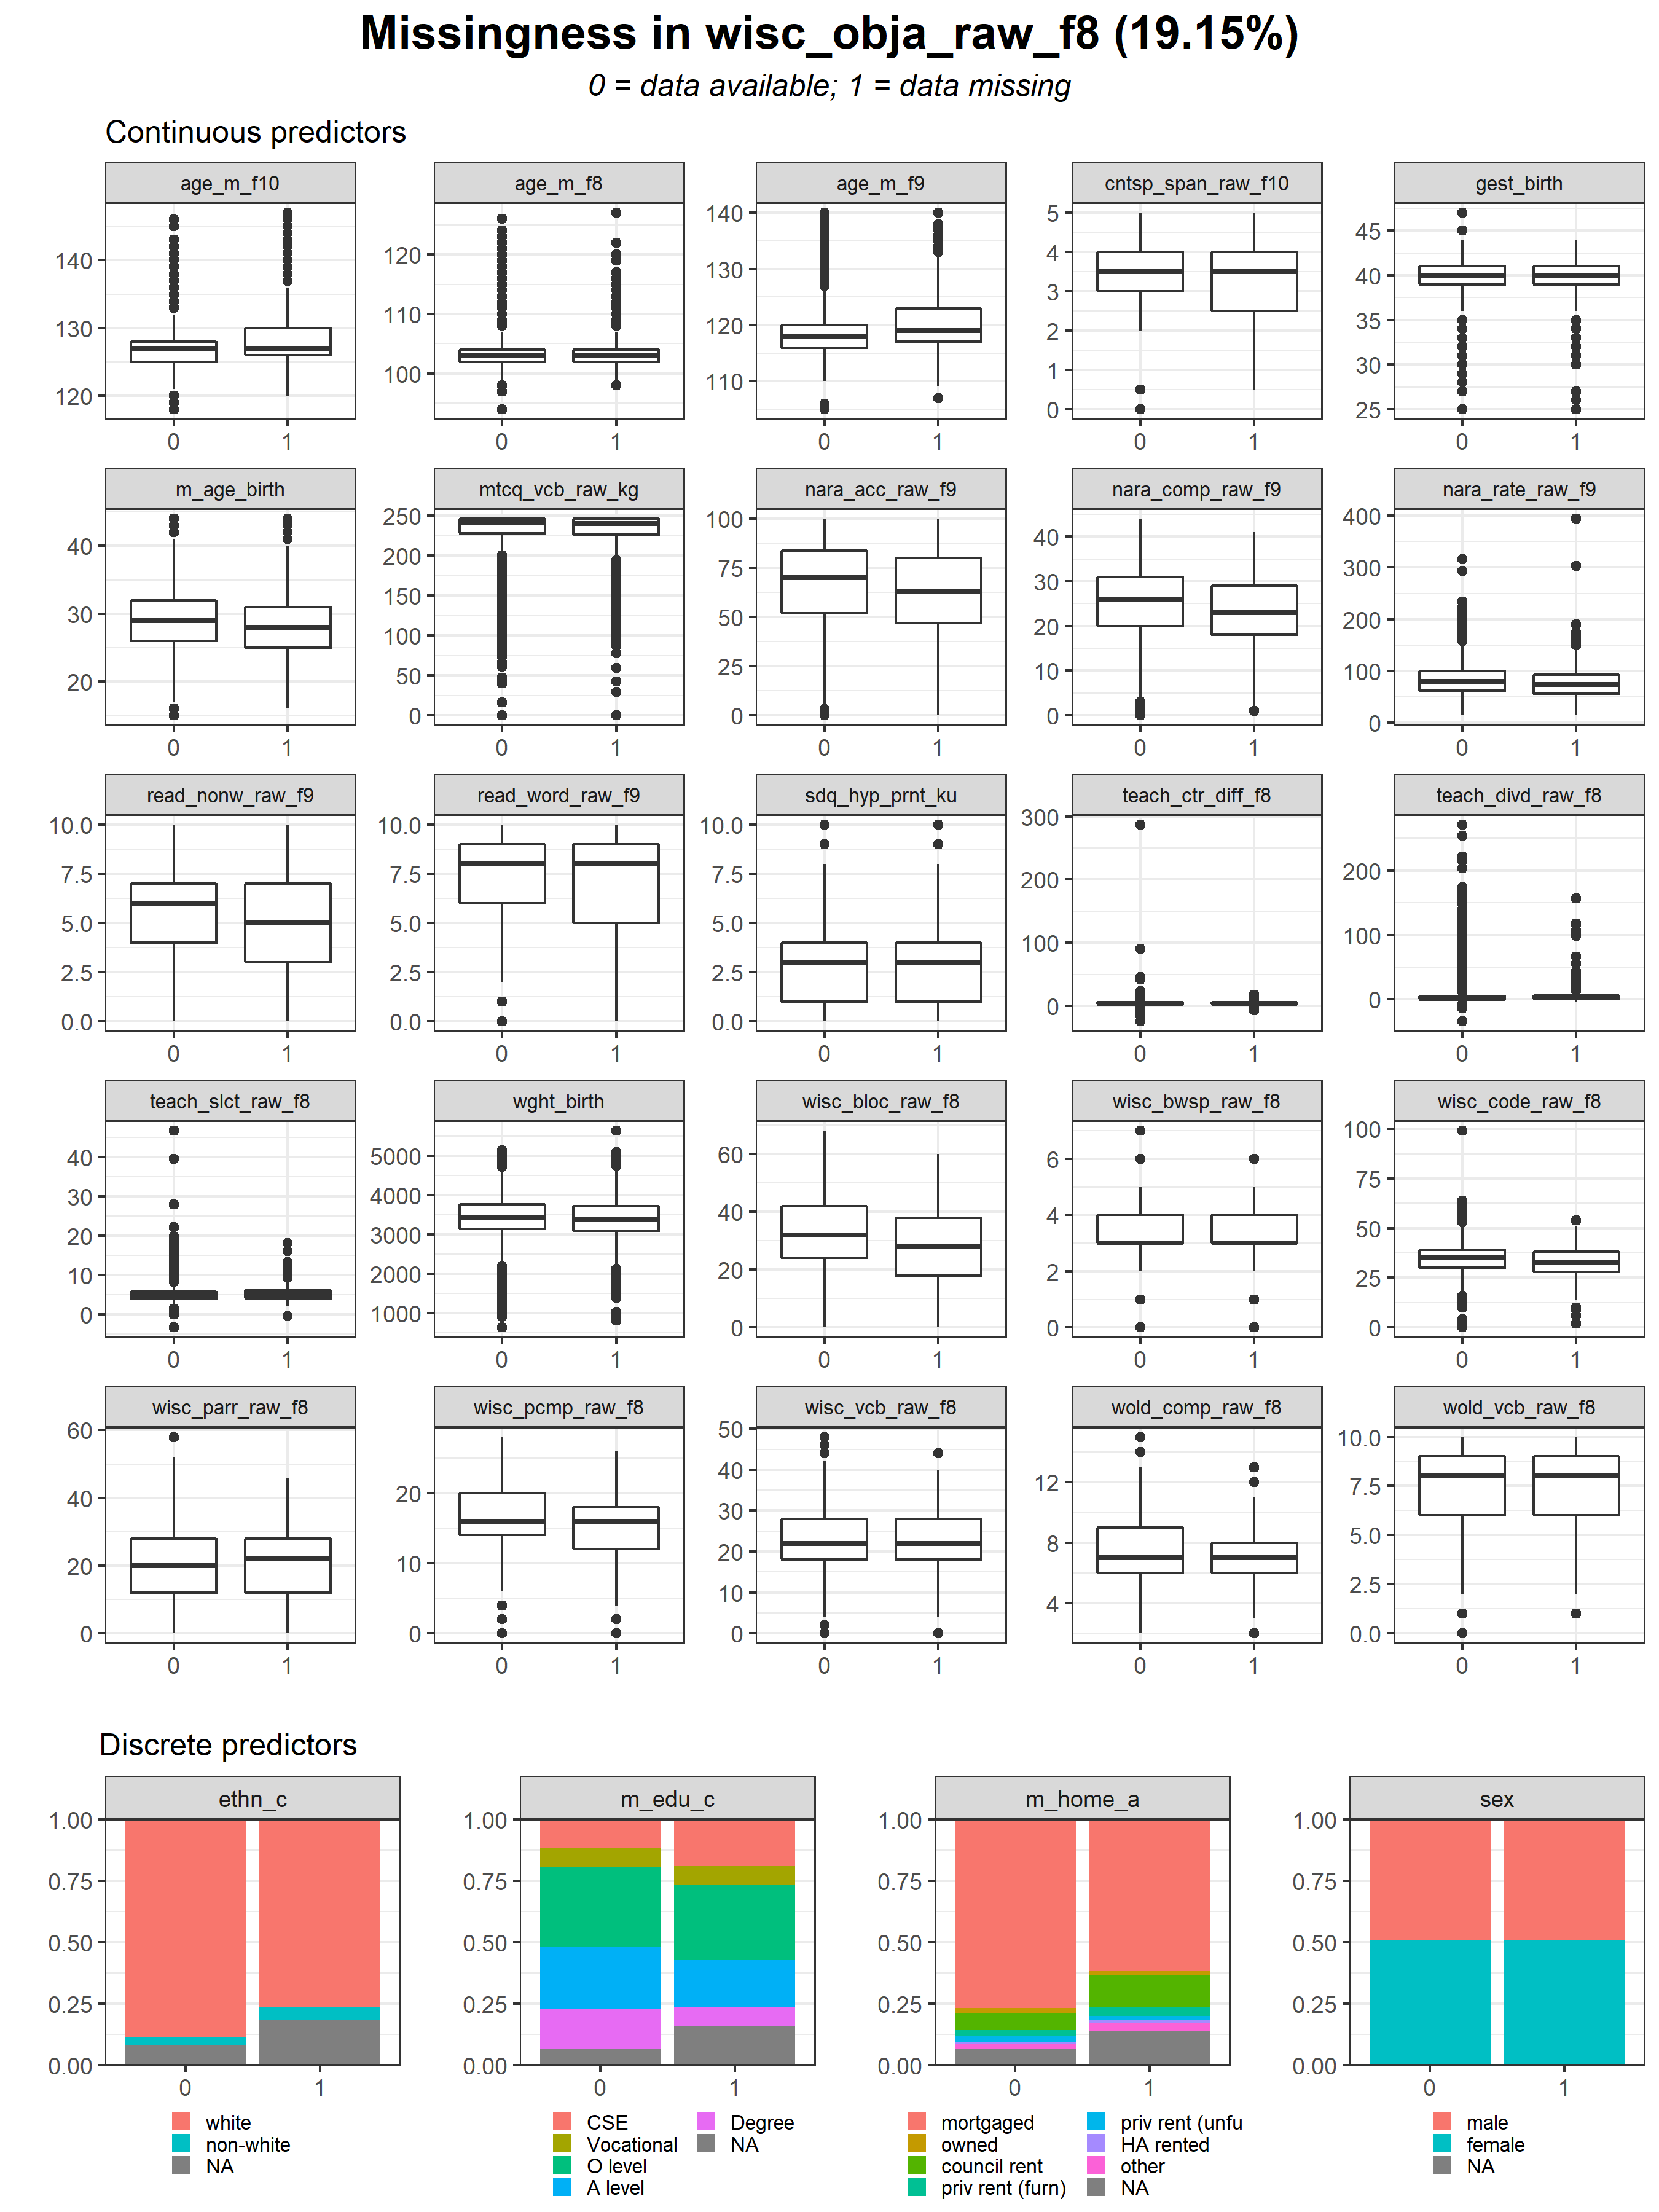 Missingness in wisc_obja_raw_f8 (19.15%)
0 = data available; 1 = data missing
Continuous predictors
age_m_f10 age_m_f8 age_m_f9 cntsp_span_raw_f10 gest_birth
140 130 120 0 1
120 110 100 0 1
140 130 120 110 0 1
5 4 3 2 1 0 0 1
45 40 35 30 25 0 1
m_age_birth mtcq_vcb_raw_kg nara_acc_raw_f9 nara_comp_raw_f9 nara_rate_raw_f9
40 30 20 0 1
250 200 150 100 50 0 0 1
100 75 50 25 0 0 1
40 30 20 10 0 0 1
400 300 200 100 0 0 1
read_nonw_raw_f9 read_word_raw_f9 sdq_hyp_prnt_ku teach_ctr_diff_f8 teach_divd_raw_f8
10.0 7.5 5.0 2.5 0.0 0 1
10.0 7.5 5.0 2.5 0.0 0 1
10.0 7.5 5.0 2.5 0.0 0 1
300 200 100 0 0 1
200 100 0 0 1
teach_slct_raw_f8 wght_birth wisc_bloc_raw_f8 wisc_bwsp_raw_f8 wisc_code_raw_f8
40 30 20 10 0 0 1
5000 4000 3000 2000 1000 0 1
60 40 20 0 0 1
6 4 2 0 0 1
100 75 50 25 0 0 1
wisc_parr_raw_f8 wisc_pcmp_raw_f8 wisc_vcb_raw_f8 wold_comp_raw_f8 wold_vcb_raw_f8
60 40 20 0 0 1
20 10 0 0 1
50 40 30 20 10 0 0 1
12 8 4 0 1
10.0 7.5 5.0 2.5 0.0 0 1
Discrete predictors
ethn_c m_edu_c m_home_a sex
1.00 0.75 0.50 0.25 0.00 0 1
1.00 0.75 0.50 0.25 0.00 0 1
1.00 0.75 0.50 0.25 0.00 0 1
1.00 0.75 0.50 0.25 0.00 0 1
white
non-white
NA
CSE
Vocational
O level
A level
Degree
NA
mortgaged
owned
council rent
priv rent (furn)
priv rent (unfu
HA rented
other
NA
male
female
NA